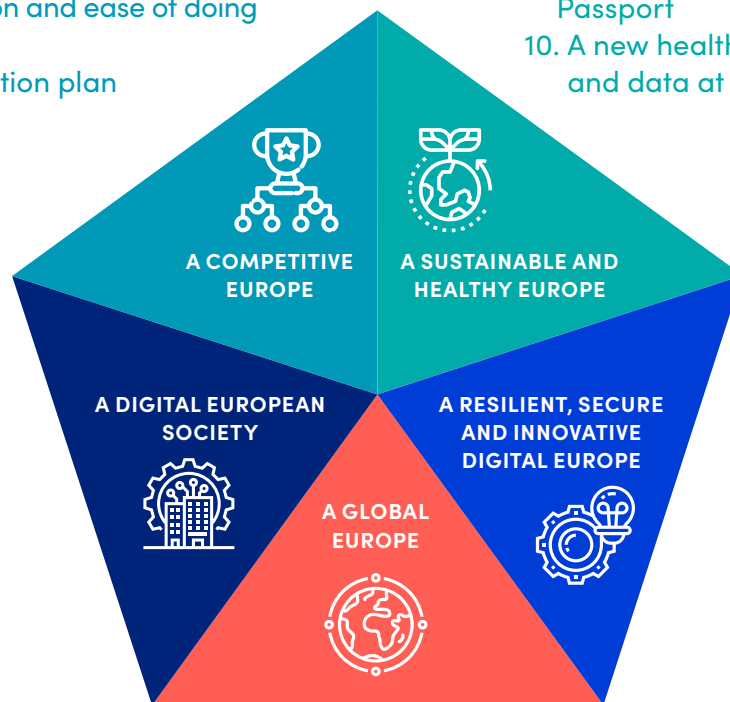 on and ease of doing
tion plan
Passport
10. A new health
and data at
A COMPETITIVE
EUROPE
A SUSTAINABLE AND
HEALTHY EUROPE
A DIGITAL EUROPEAN
SOCIETY
A RESILIENT, SECURE
AND INNOVATIVE
DIGITAL EUROPE
A GLOBAL
EUROPE